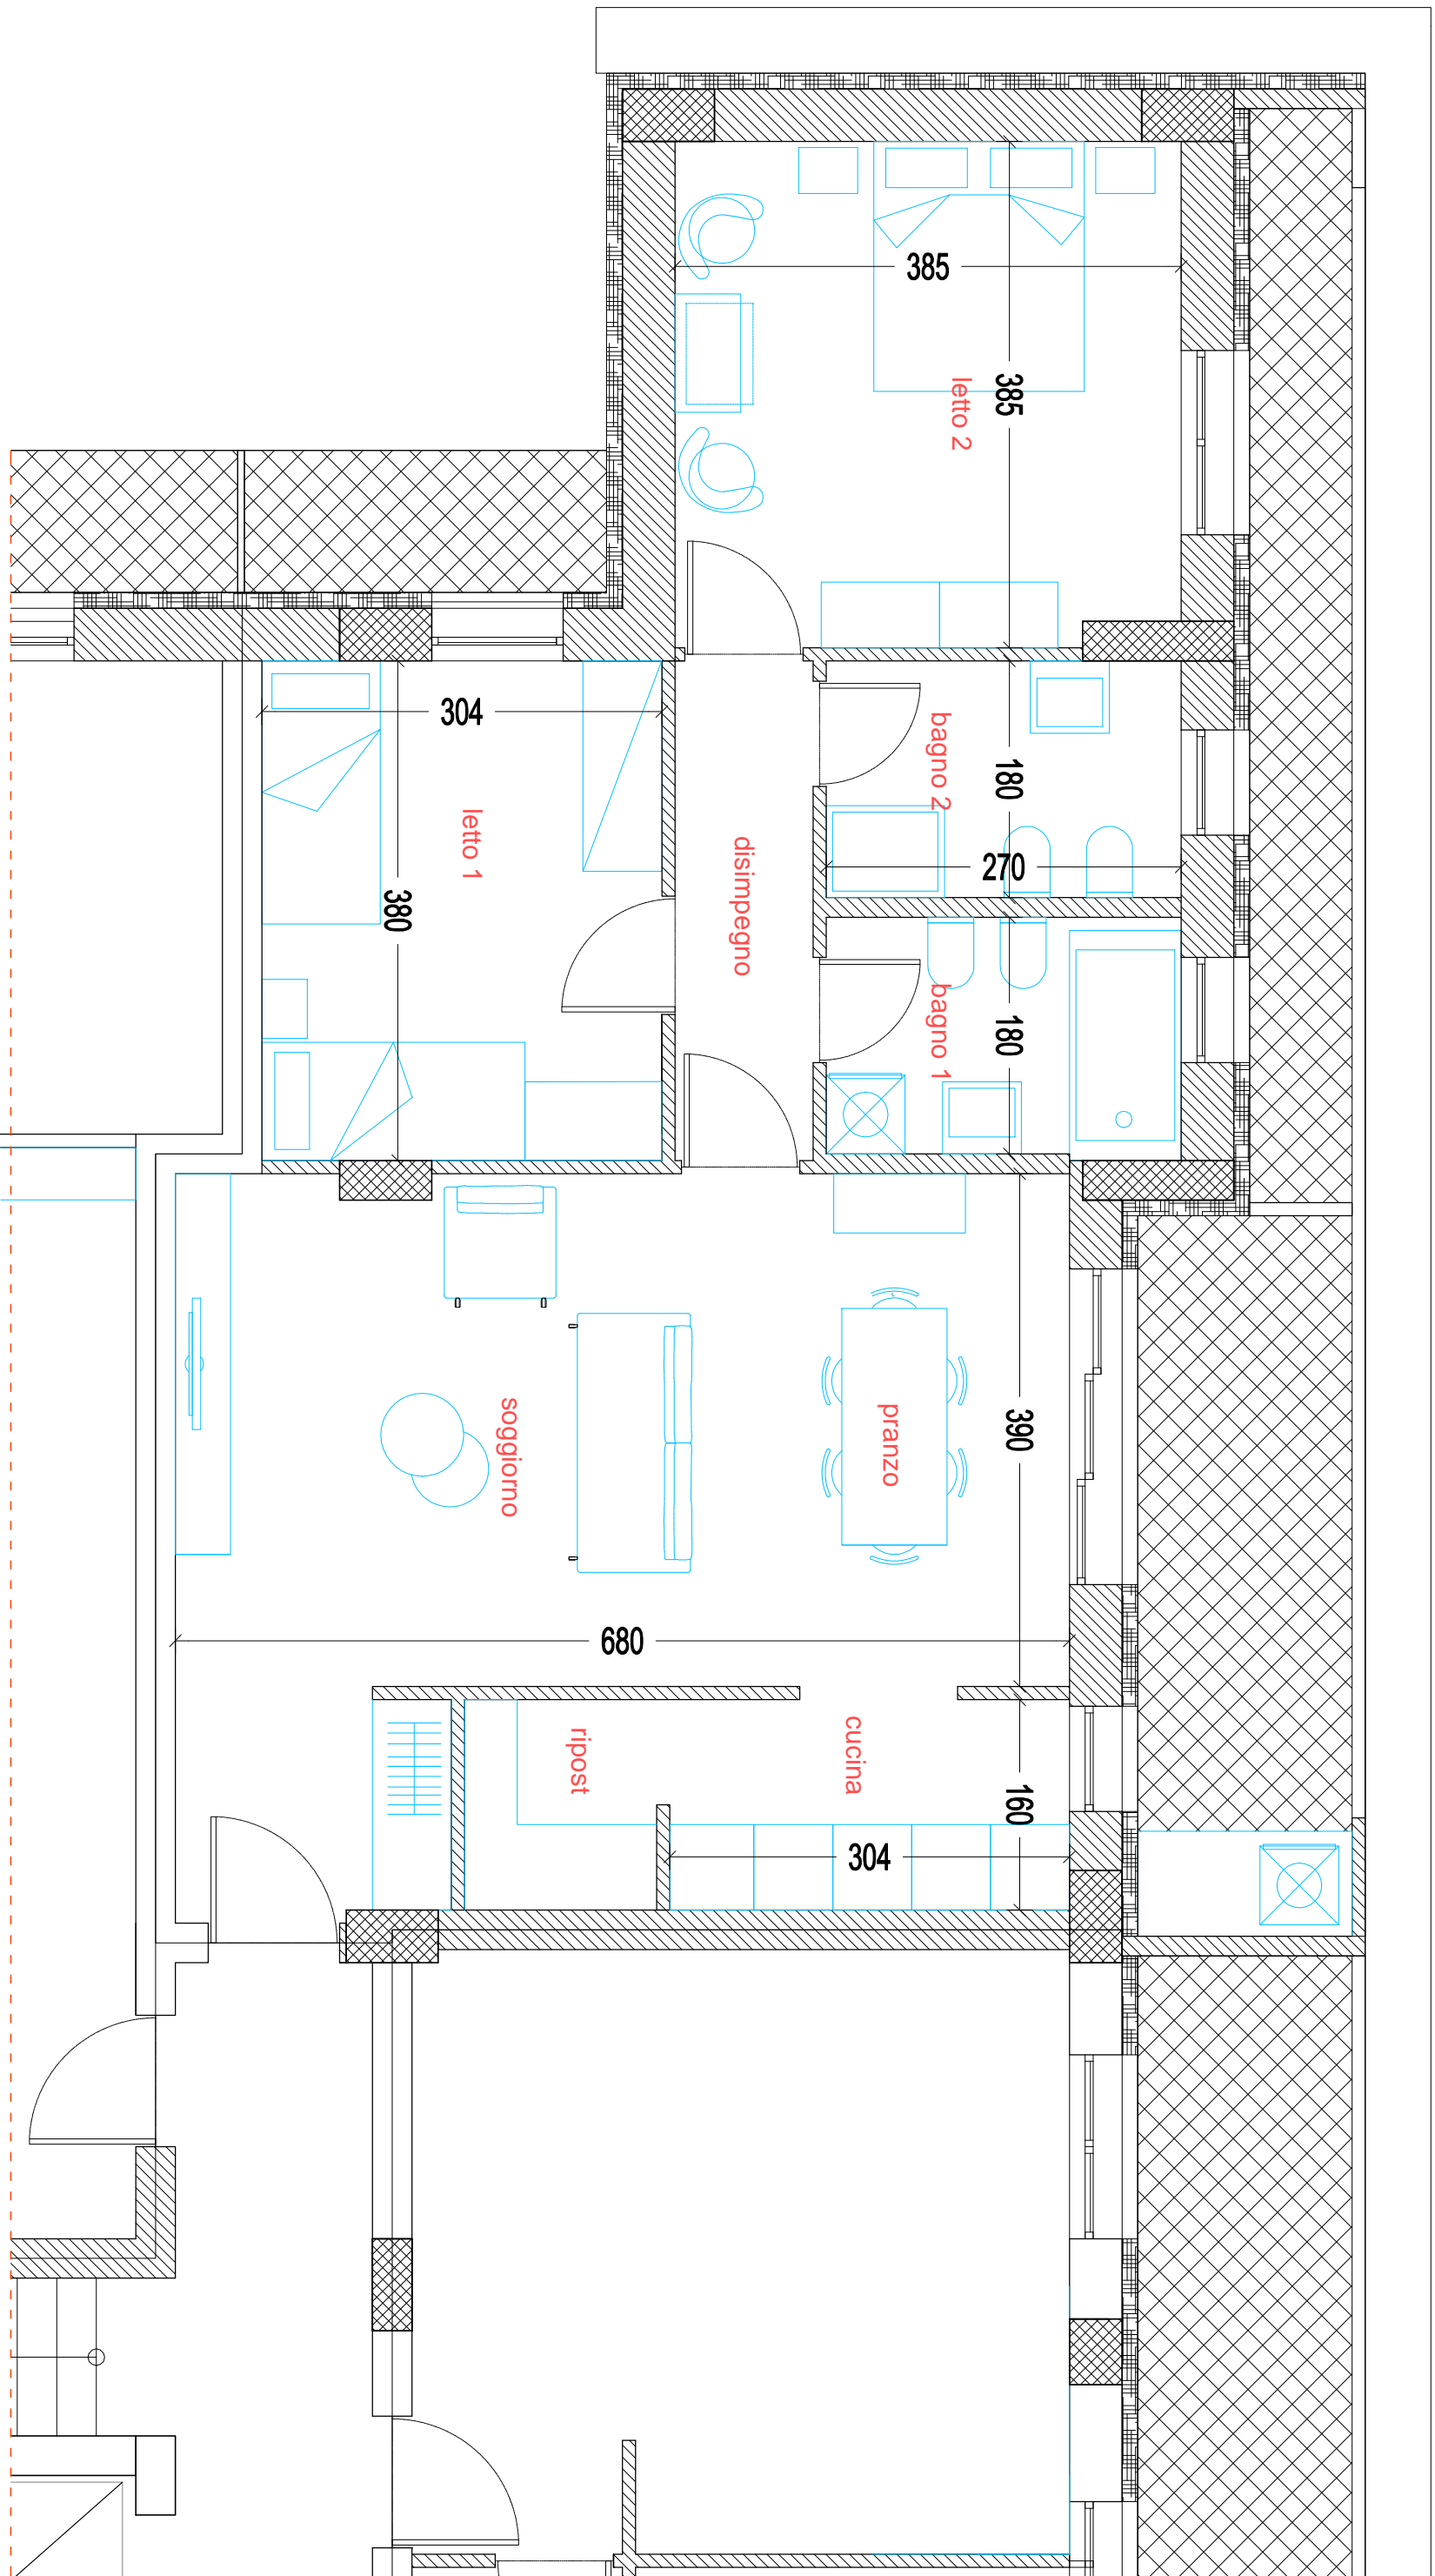 385
385
letto 2
304
bagno 2
180
letto 1
270
380
disimpegno
bagno 1
180
390
pranzo
soggiorno
680
ripost
cucina
160
304